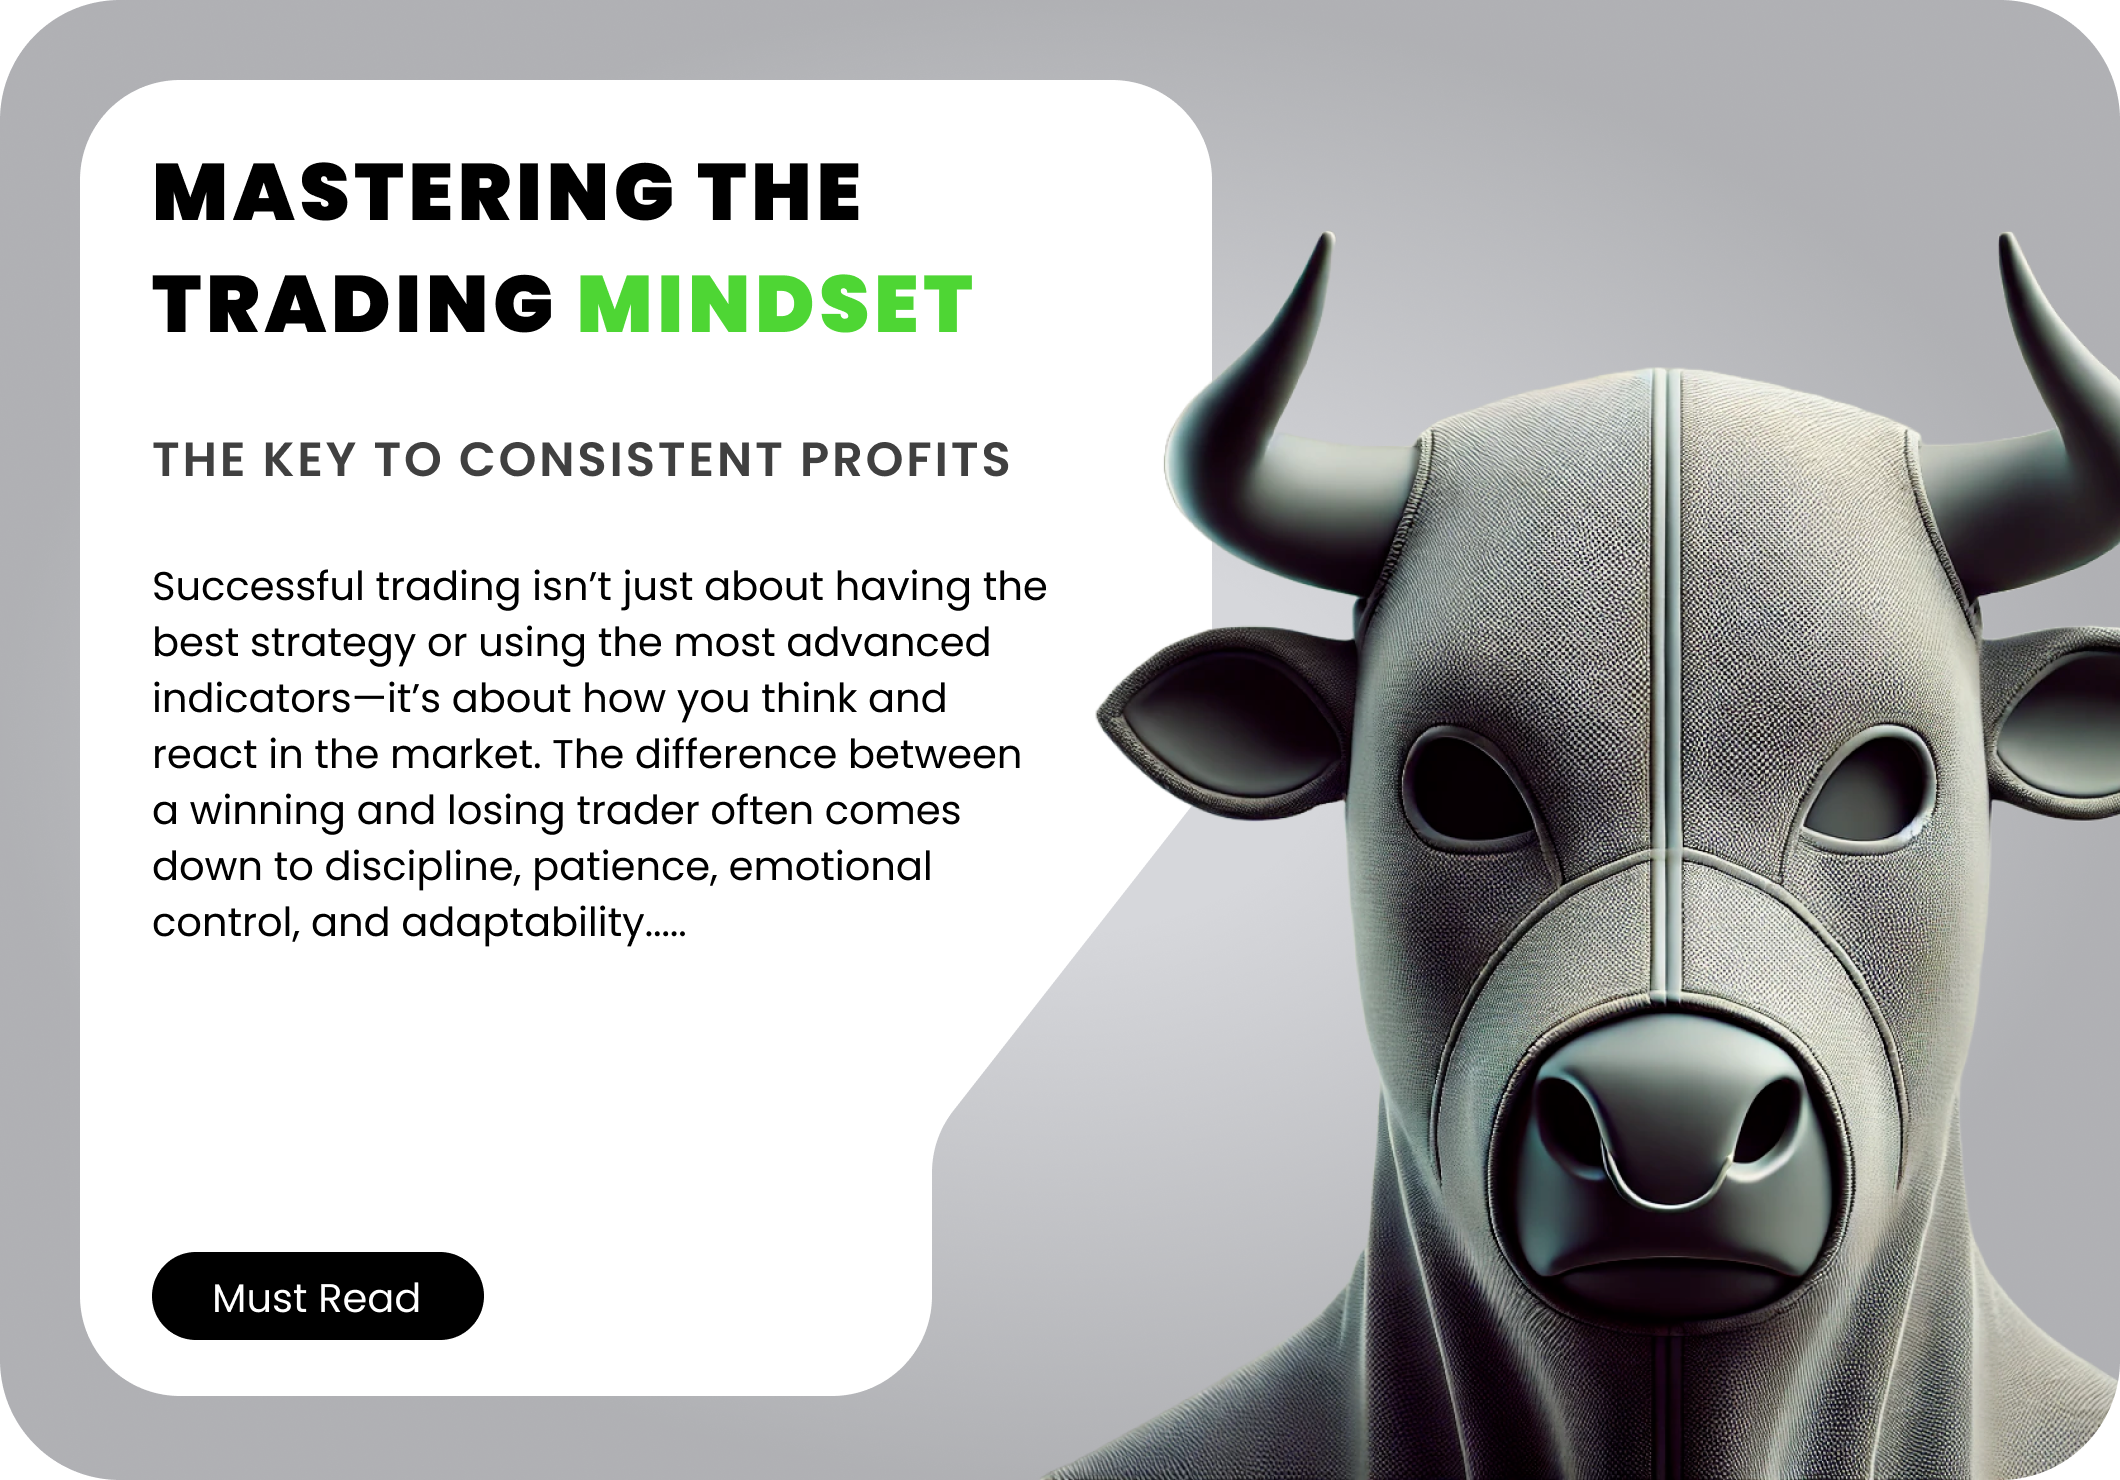 MASTERING THE
TRADING MINDSET
THE KEY TO CONSISTENT PROFITS
Successful trading isn’t just about having the
best strategy or using the most advanced
indicators—it’s about how you think and
react in the market. The difference between
a winning and losing trader often comes
down to discipline, patience, emotional
control, and adaptability.....
Must Read